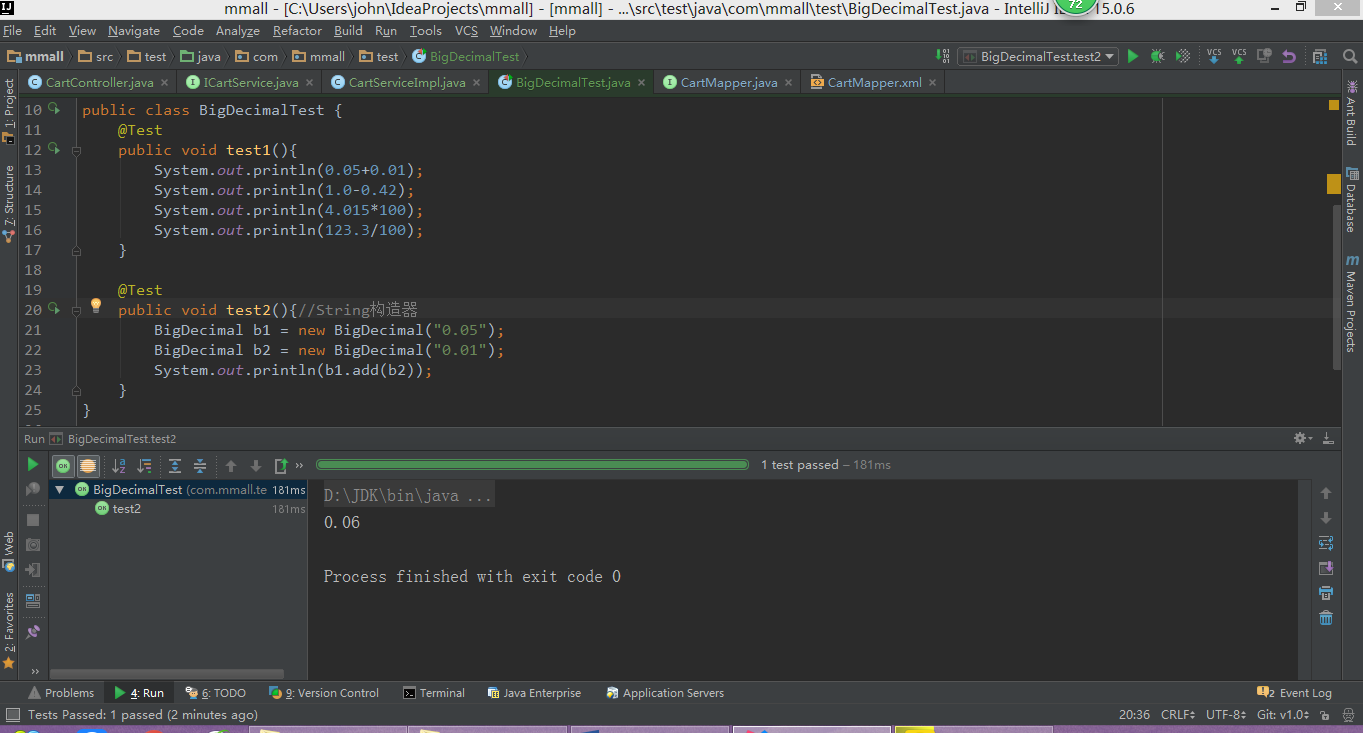 mmall - [C:\Users\john\IdeaProjects\mmall] - [mmall] - ...\src\test\java\com\mmall\test\BigDecimalTest.java - IntelliJ I 15.0.6
72
File Edit View Navigate Code Analyze Refactor Build Run Tools VCS Window Help
mmall src test java com mmall test BigDecimalTest BigDecimalTest.test2 VCS VCS
CartController.java ICartService.java CartServiceImpl.java BigDecimalTest.java CartMapper.java CartMapper.xml
1: Project
7: Structure
Web
2: Favorites
Ant Build
Database
Maven Projects
10 public class BigDecimalTest {
11 @Test
12 public void test1(){
13 System.out.println(0.05+0.01);
14 System.out.println(1.0-0.42);
15 System.out.println(4.015*100);
16 System.out.println(123.3/100);
17 }
18
19 @Test
20 public void test2(){//String构造器
21 BigDecimal b1 = new BigDecimal("0.05");
22 BigDecimal b2 = new BigDecimal("0.01");
23 System.out.println(b1.add(b2));
24 }
25 }
Run BigDecimalTest.test2
1 test passed – 181ms
BigDecimalTest (com.mmall.te 181ms
test2 181ms
D:\JDK\bin\java ...
0.06
Process finished with exit code 0
Problems 4: Run 6: TODO 9: Version Control Terminal Java Enterprise Application Servers 2 Event Log
Tests Passed: 1 passed (2 minutes ago) 20:36 CRLF UTF-8 Git: v1.0